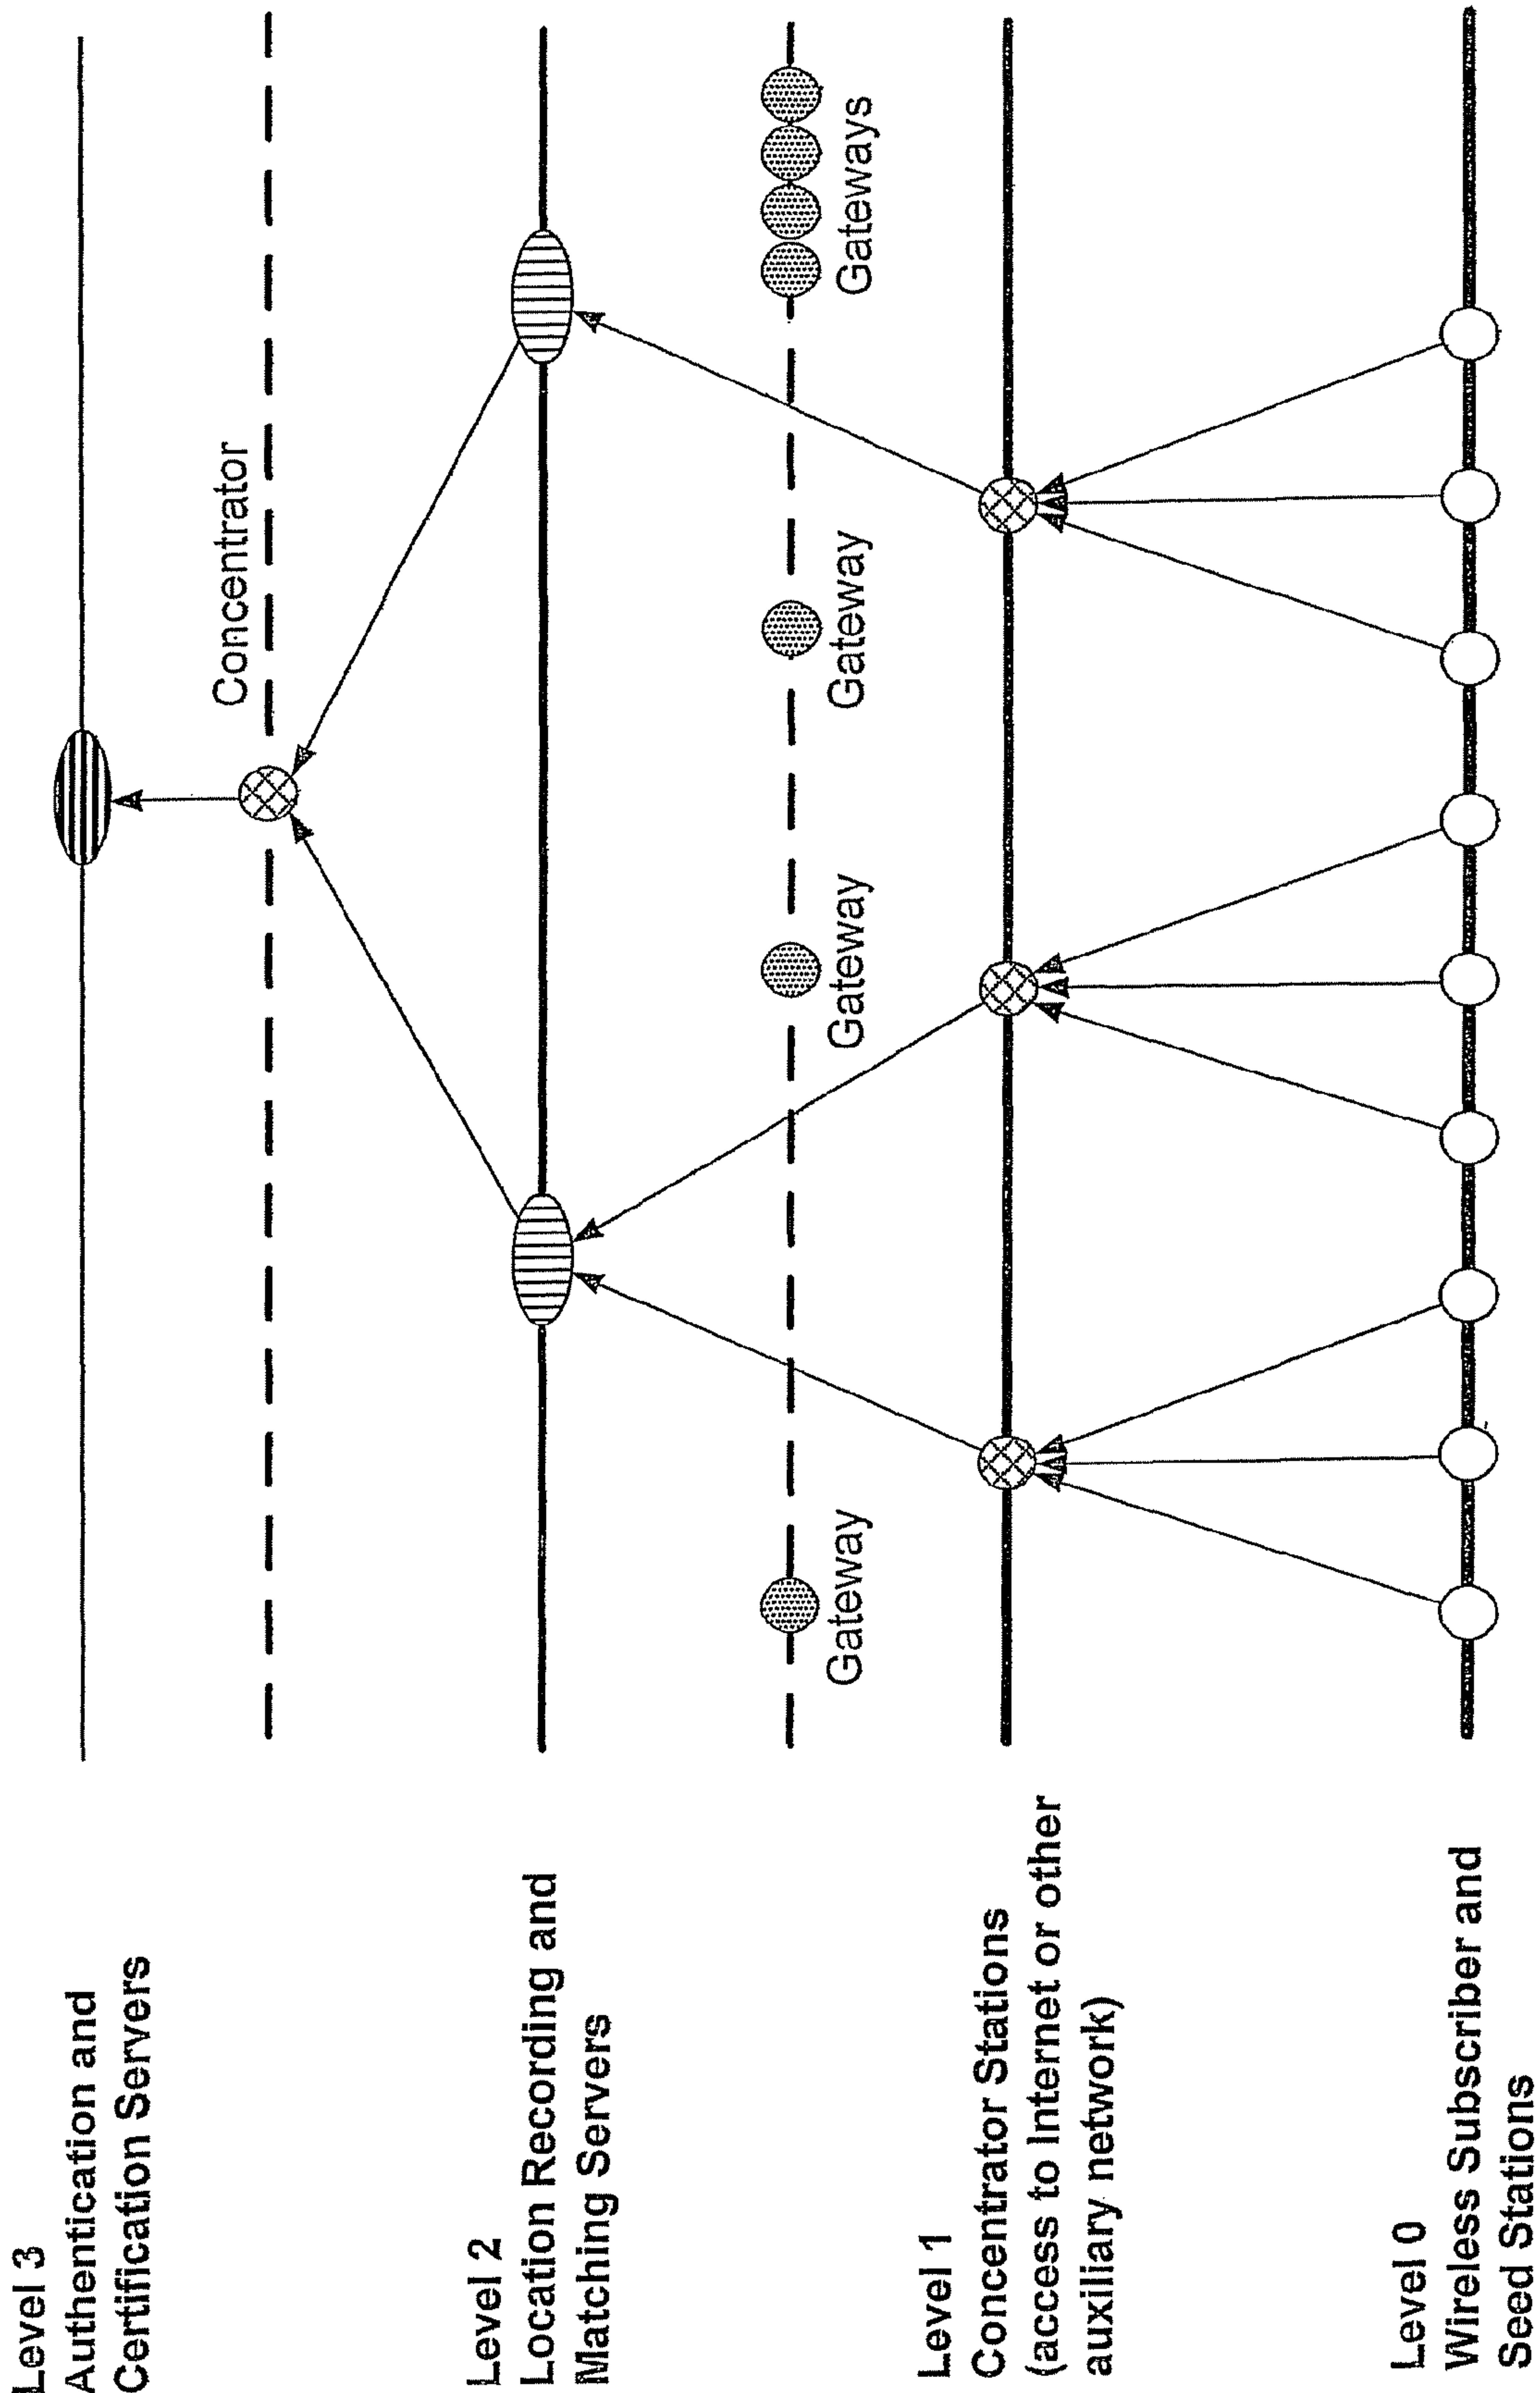 Level 3
Authentication and
Certification Servers
Concentrator
Level 2
Location Recording and
Matching Servers
Gateway
Gateway
Gateway
Gateways
Level 1
Concentrator Stations
(access to Internet or other
auxiliary network)
Level 0
Wireless Subscriber and
Seed Stations